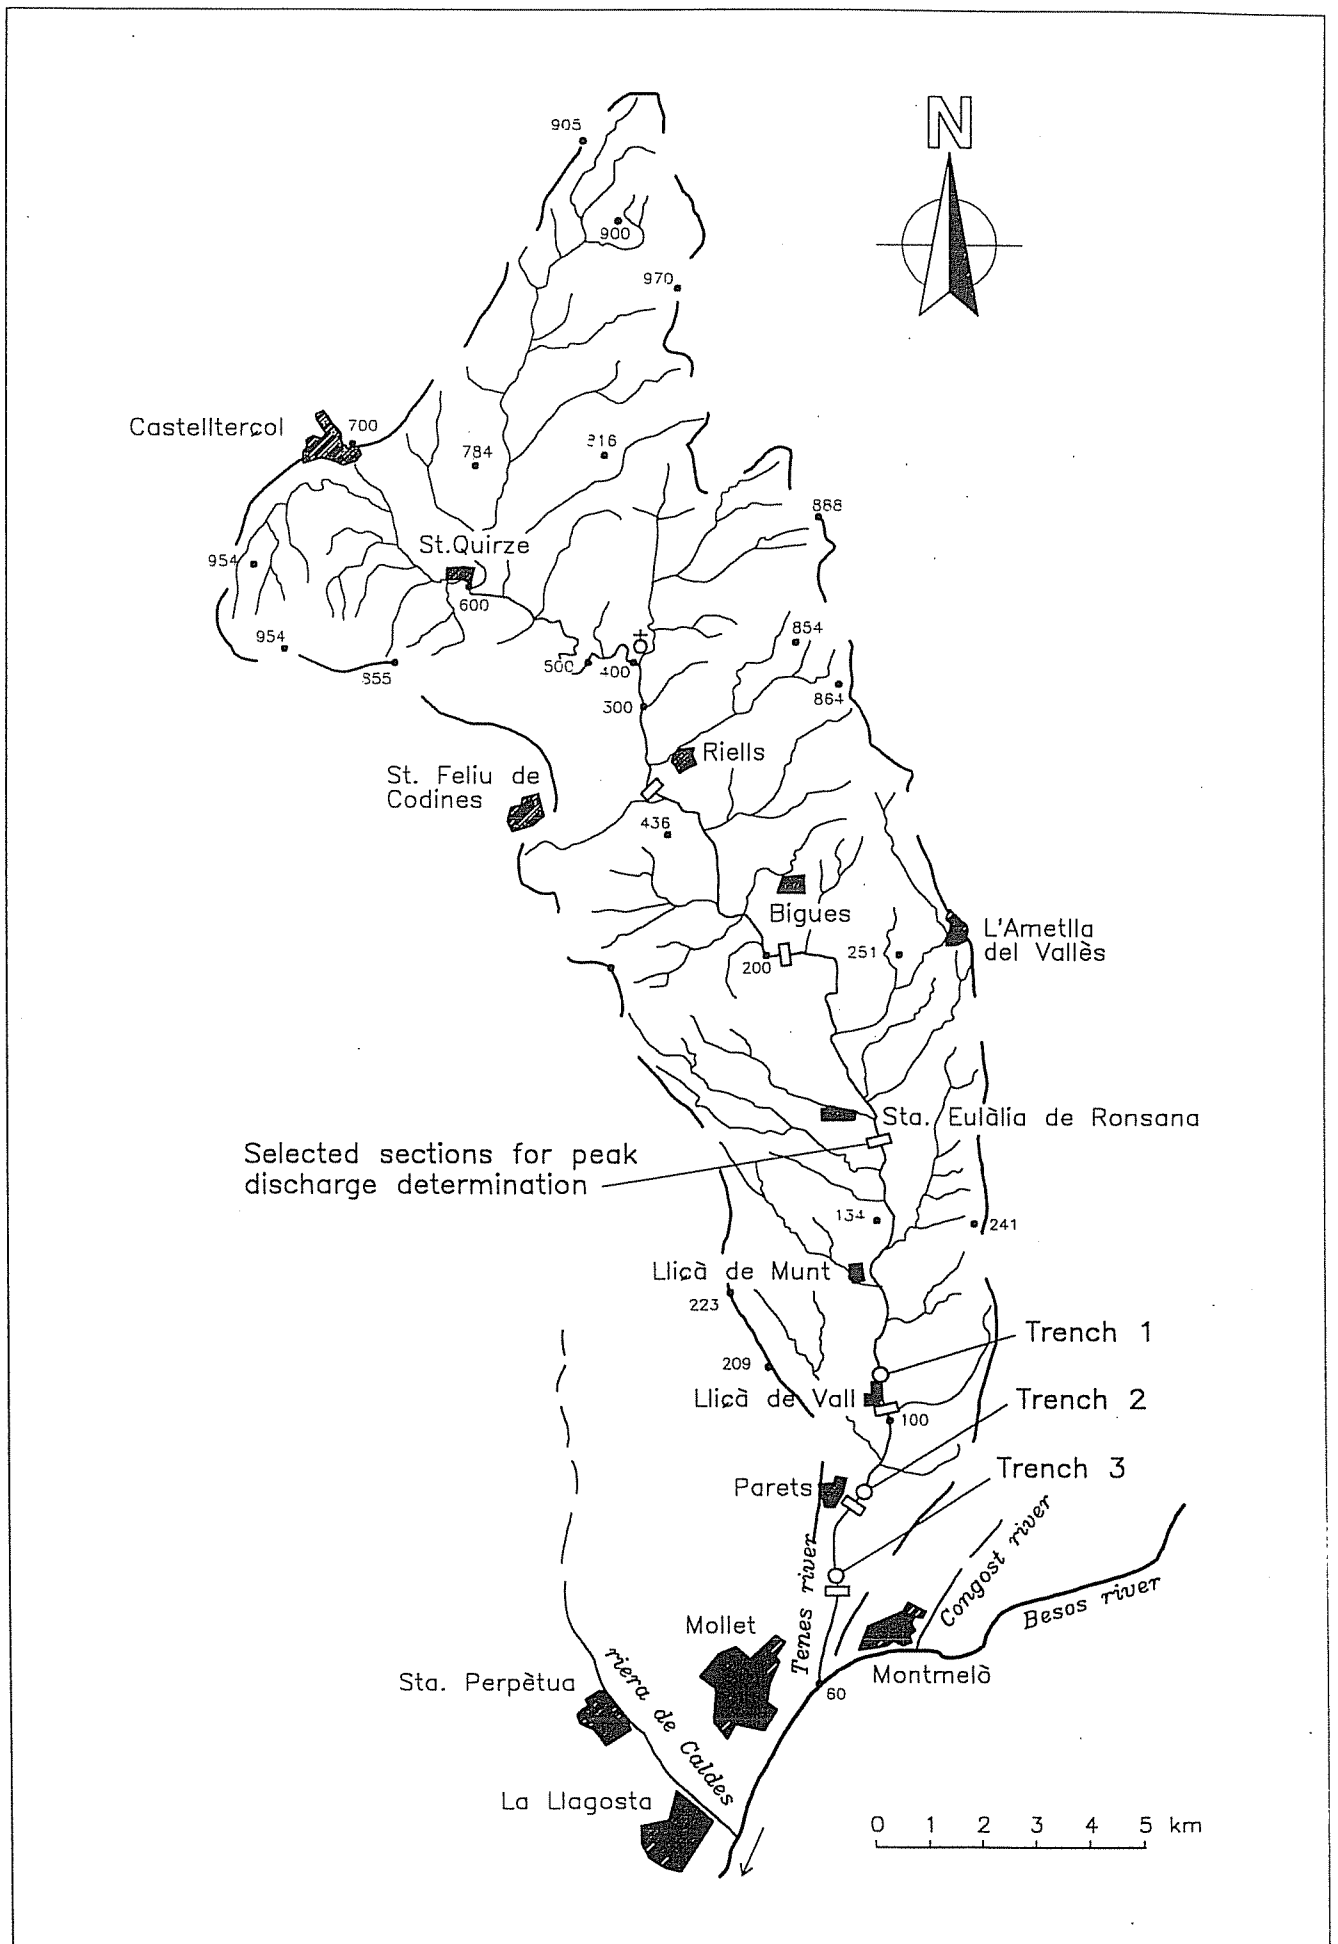 N
905
900
970
Castellterçol
700
784
888
St.Quirze
954
600
954
854
500
400
864
300
Riells
St. Feliu de
Codines
436
Bigues
L'Ametlla
del Vallès
251
200
Sta. Eulàlia de Ronsana
Selected sections for peak
discharge determination
134
241
Lliçà de Munt
223
Trench 1
209
Lliçà de Vall
Trench 2
100
Trench 3
Parets
Tenes river
Congost river
Besos river
Mollet
Montmelò
Sta. Perpètua
riera de Caldes
60
La Llagosta
0 1 2 3 4 5 km